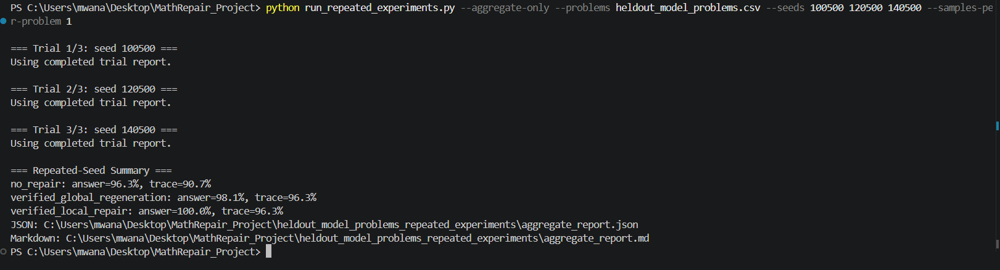 PS C:\Users\mwana\Desktop\MathRepair_Project> python run_repeated_experiments.py --aggregate-only --problems heldout_model_problems.csv --seeds 100500 120500 140500 --samples-pe
r-problem 1
=== Trial 1/3: seed 100500 ===
Using completed trial report.
=== Trial 2/3: seed 120500 ===
Using completed trial report.
=== Trial 3/3: seed 140500 ===
Using completed trial report.
=== Repeated-Seed Summary ===
no_repair: answer=96.3%, trace=90.7%
verified_global_regeneration: answer=98.1%, trace=96.3%
verified_local_repair: answer=100.0%, trace=96.3%
JSON: C:\Users\mwana\Desktop\MathRepair_Project\heldout_model_problems_repeated_experiments\aggregate_report.json
Markdown: C:\Users\mwana\Desktop\MathRepair_Project\heldout_model_problems_repeated_experiments\aggregate_report.md
PS C:\Users\mwana\Desktop\MathRepair_Project>